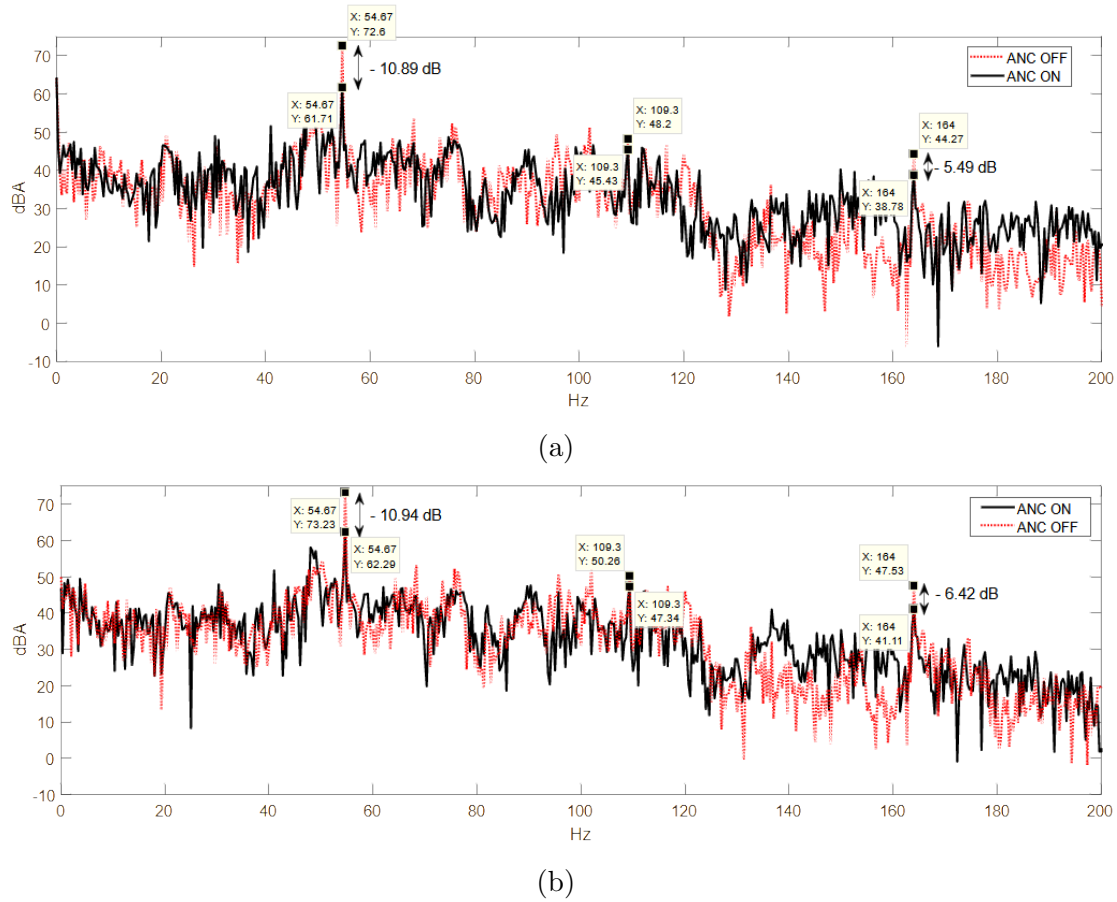 X: 54.67
Y: 72.6
70
60
50
40
30
20
10
0
-10
dBA
- 10.89 dB
ANC OFF
ANC ON
X: 54.67
Y: 61.71
X: 109.3
Y: 48.2
X: 109.3
Y: 45.43
X: 164
Y: 44.27
- 5.49 dB
X: 164
Y: 38.78
0 20 40 60 80 100 120 140 160 180 200
Hz
(a)
70
60
50
40
30
20
10
0
-10
dBA
X: 54.67
Y: 73.23
- 10.94 dB
X: 54.67
Y: 62.29
X: 109.3
Y: 50.26
X: 109.3
Y: 47.34
ANC ON
ANC OFF
X: 164
Y: 47.53
- 6.42 dB
X: 164
Y: 41.11
0 20 40 60 80 100 120 140 160 180 200
Hz
(b)